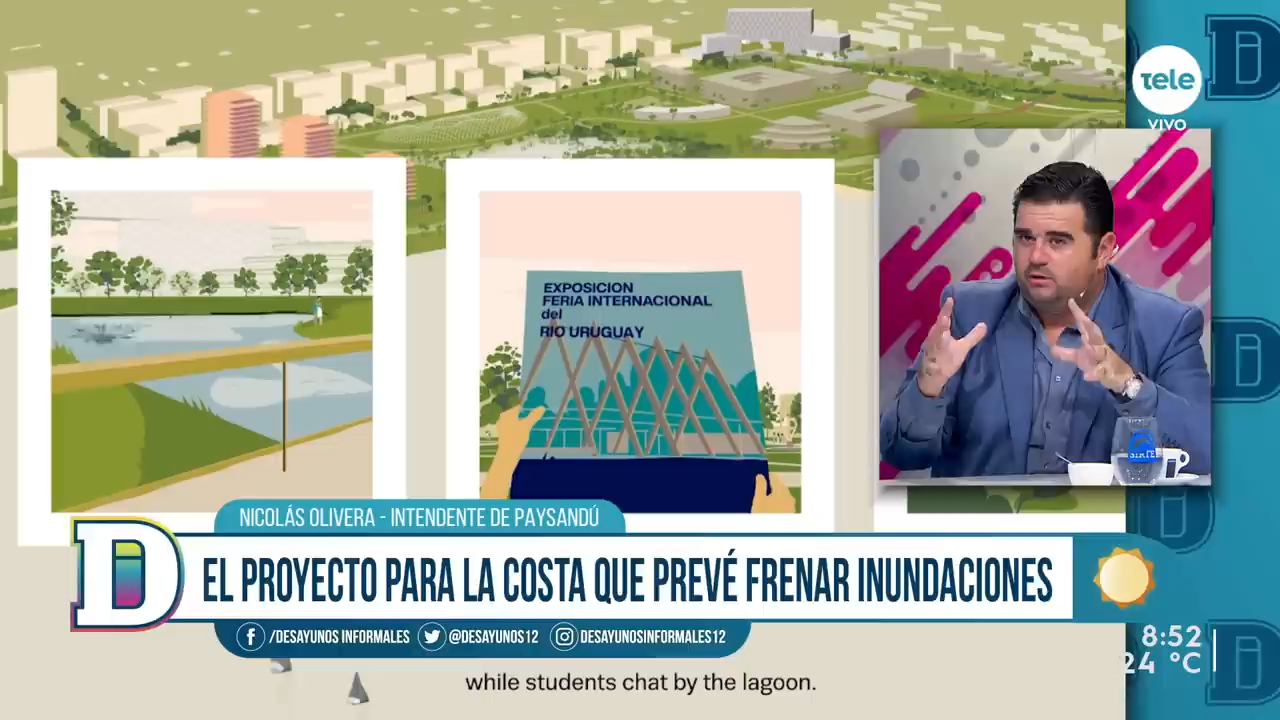 tele
VIVO
EXPOSICION
FERIA INTERNACIONAL
del
RIO URUGUAY
NICOLÁS OLIVERA - INTENDENTE DE PAYSANDÚ
EL PROYECTO PARA LA COSTA QUE PREVÉ FRENAR INUNDACIONES
/DESAYUNOS INFORMALES @DESAYUNOS12 DESAYUNOSINFORMALES12
8:52
24 °C
while students chat by the lagoon.